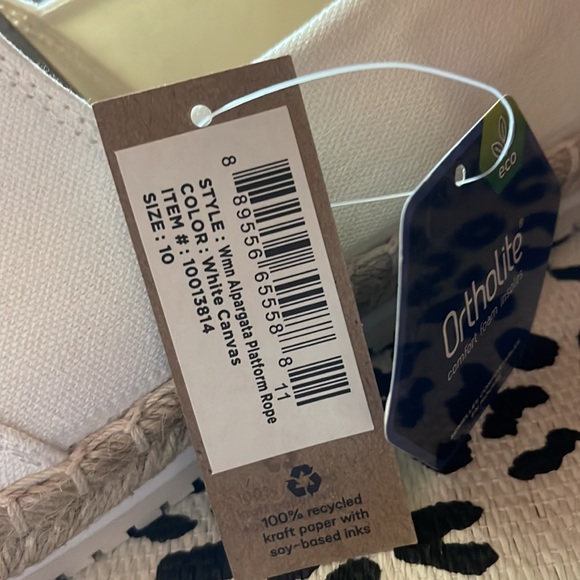 STYLE : Wmn Alpargata Platform Rope
COLOR : White Canvas
ITEM # : 10013814
SIZE : 10
8 89556 65558 8 11
100% recycled
kraft paper with
soy-based inks
eco
OrthoLite®
comfort foam insoles